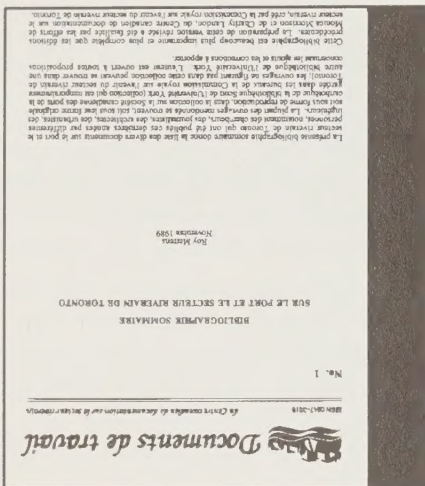 Documents de travail
du Centre canadien de documentation sur le secteur riverain
ISSN 0847-3218
No. 1
BIBLIOGRAPHIE SOMMAIRE
SUR LE PORT ET LE SECTEUR RIVERAIN DE TORONTO
Roy Merrens
Novembre 1989
La présente bibliographie sommaire donne la liste des divers documents sur le port et le
secteur riverain de Toronto qui ont été publiés ces dernières années par différentes
personnes, notamment des chercheurs, des journalistes, des architectes, des urbanistes, des
ingénieurs. La plupart des ouvrages mentionnés se trouvent, soit sous leur forme originale
soit sous forme de reproduction, dans la collection sur la Société canadienne des ports de la
cartothèque de la bibliothèque Scott de l'Université York (collection qui est temporairement
gardée dans les bureaux de la Commission royale sur l'avenir du secteur riverain de
Toronto); les ouvrages ne figurant pas dans cette collection peuvent se trouver dans une
autre bibliothèque de l'Université York. L'auteur est ouvert à toutes propositions
concernant les ajouts et les corrections à apporter.
Cette bibliographie est beaucoup plus importante et plus complète que les éditions
précédentes. La préparation de cette version révisée a été facilitée par les efforts de
Monica Morrison et de Charity Landon, du Centre canadien de documentation sur le
secteur riverain, créé par la Commission royale sur l'avenir du secteur riverain de Toronto.